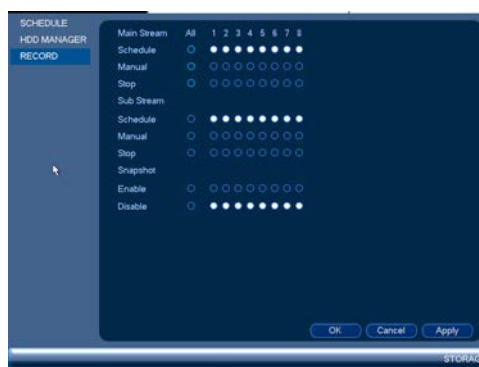 SCHEDULE
HDD MANAGER
RECORD
Main Stream All 1 2 3 4 5 6 7 8
Schedule
Manual
Stop
Sub Stream
Schedule
Manual
Stop
Snapshot
Enable
Disable
OK Cancel Apply
STORAG